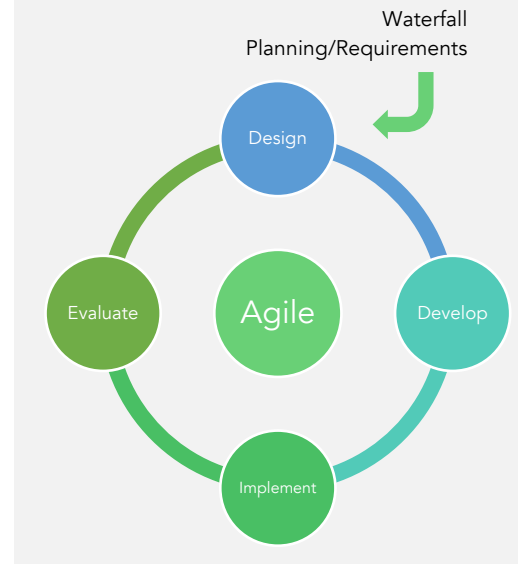 Waterfall
Planning/Requirements
Design
Evaluate
Agile
Develop
Implement